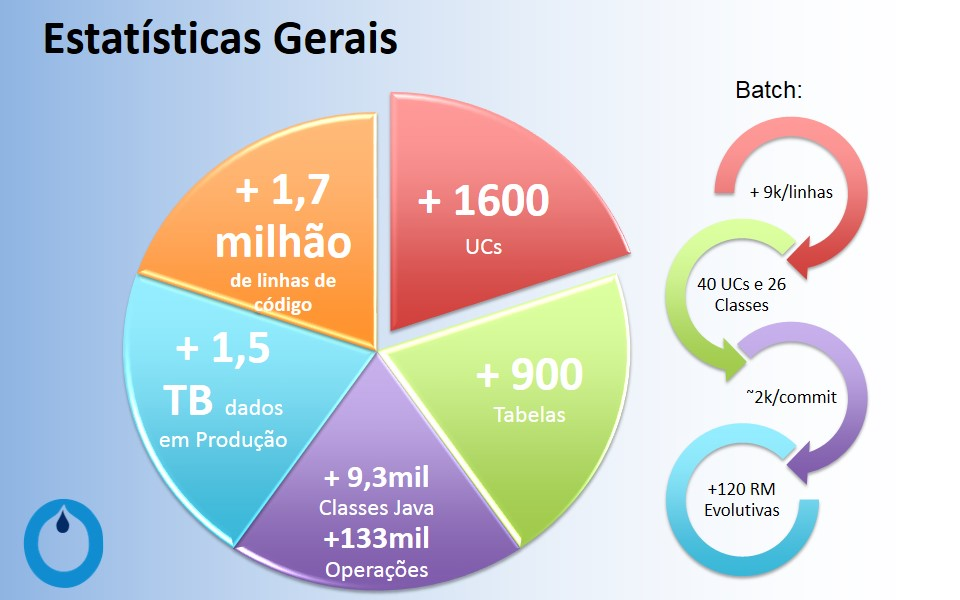 Estatísticas Gerais
+ 1,7
milhão
de linhas de
código
+ 1600
UCs
+ 900
Tabelas
+ 9,3mil
Classes Java
+133mil
Operações
+ 1,5
TB dados
em Produção
Batch:
+ 9k/linhas
40 UCs e 26
Classes
~2k/commit
+120 RM
Evolutivas